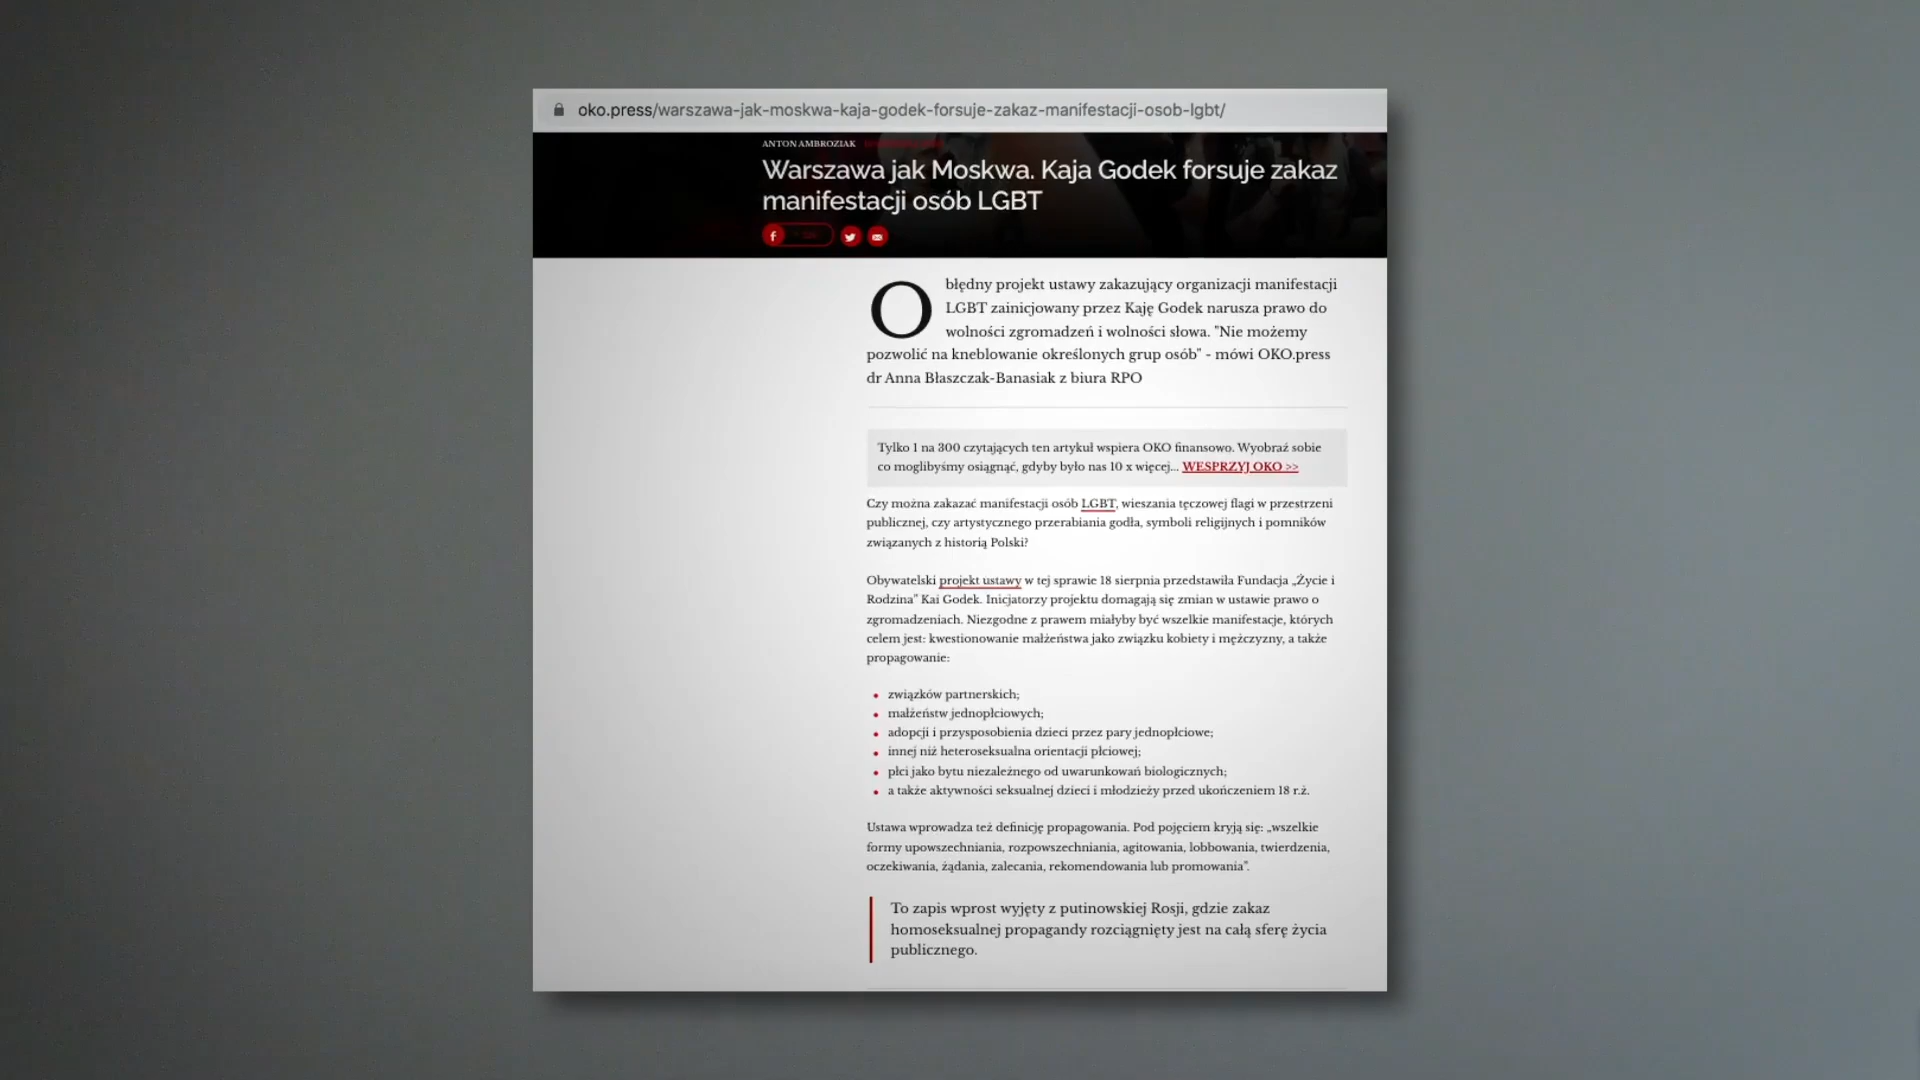 oko.press/warszawa-jak-moskwa-kaja-godek-forsuje-zakaz-manifestacji-osob-lgbt/
ANTON AMBROZIAK
Warszawa jak Moskwa. Kaja Godek forsuje zakaz
manifestacji osób LGBT
Obłędny projekt ustawy zakazujący organizacji manifestacji
LGBT zainicjowany przez Kaję Godek narusza prawo do
wolności zgromadzeń i wolności słowa. "Nie możemy
pozwolić na kneblowanie określonych grup osób" - mówi OKO.press
dr Anna Błaszczak-Banasiak z biura RPO
Tylko 1 na 300 czytających ten artykuł wspiera OKO finansowo. Wyobraź sobie
co moglibyśmy osiągnąć, gdyby było nas 10 x więcej... WESPRZYJ OKO >>
Czy można zakazać manifestacji osób LGBT, wieszania tęczowej flagi w przestrzeni
publicznej, czy artystycznego przerabiania godła, symboli religijnych i pomników
związanych z historią Polski?
Obywatelski projekt ustawy w tej sprawie 18 sierpnia przedstawiła Fundacja „Życie i
Rodzina” Kai Godek. Inicjatorzy projektu domagają się zmian w ustawie prawo o
zgromadzeniach. Niezgodne z prawem miałyby być wszelkie manifestacje, których
celem jest: kwestionowanie małżeństwa jako związku kobiety i mężczyzny, a także
propagowanie:
• związków partnerskich;
• małżeństw jednopłciowych;
• adopcji i przysposobienia dzieci przez pary jednopłciowe;
• innej niż heteroseksualna orientacji płciowej;
• płci jako bytu niezależnego od uwarunkowań biologicznych;
• a także aktywności seksualnej dzieci i młodzieży przed ukończeniem 18 r.ż.
Ustawa wprowadza też definicję propagowania. Pod pojęciem kryją się: „wszelkie
formy upowszechniania, rozpowszechniania, agitowania, lobbowania, twierdzenia,
oczekiwania, żądania, zalecania, rekomendowania lub promowania”.
To zapis wprost wyjęty z putinowskiej Rosji, gdzie zakaz
homoseksualnej propagandy rozciągnięty jest na całą sferę życia
publicznego.